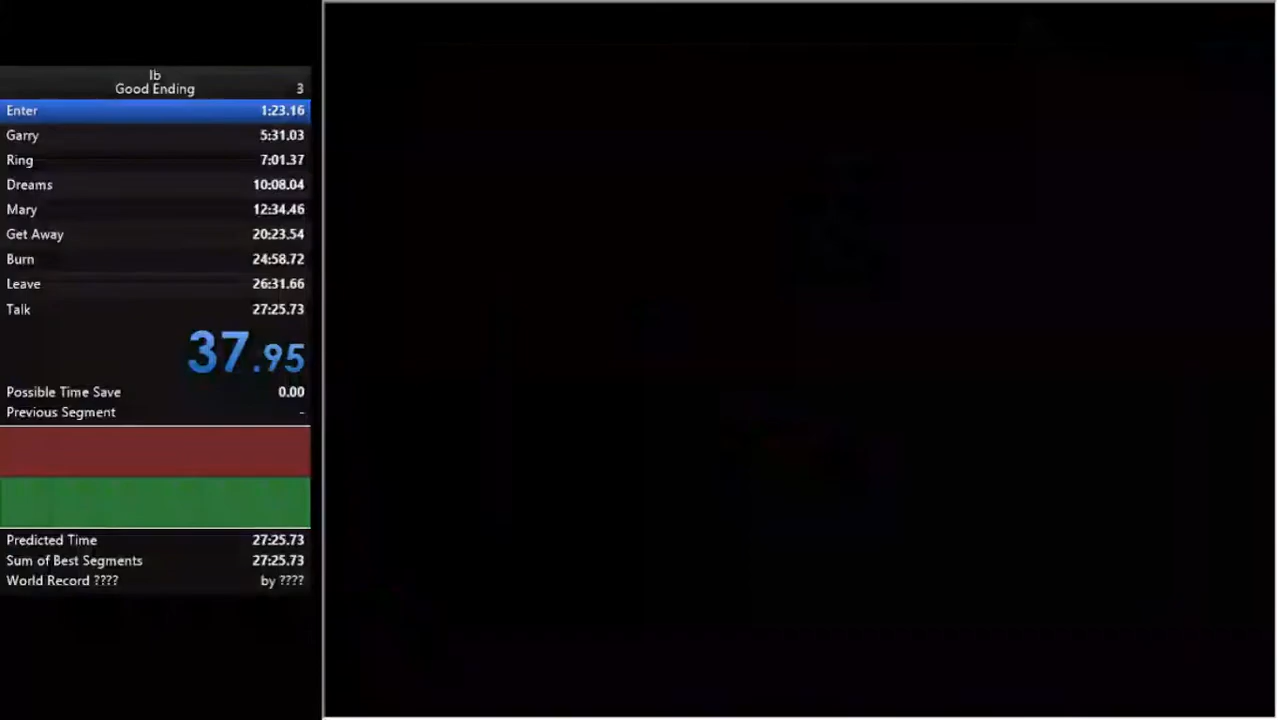 Ib
Good Ending 3
Enter 1:23.16
Garry 5:31.03
Ring 7:01.37
Dreams 10:08.04
Mary 12:34.46
Get Away 20:23.54
Burn 24:58.72
Leave 26:31.66
Talk 27:25.73
37.95
Possible Time Save 0.00
Previous Segment -
Predicted Time 27:25.73
Sum of Best Segments 27:25.73
World Record ???? by ????